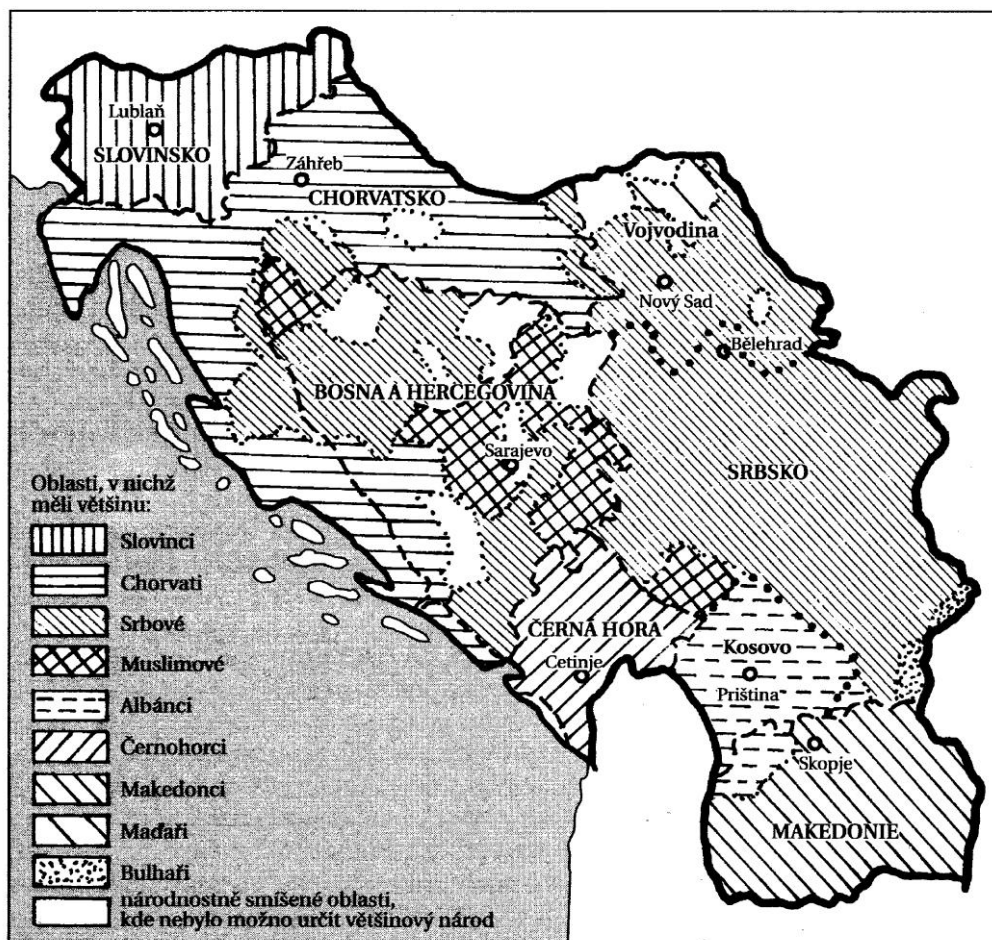 Lublaň
SLOVINSKO
Záhřeb
CHORVATSKO
Vojvodina
Nový Sad
Bělehrad
BOSNA A HERCEGOVINA
Sarajevo
SRBSKO
ČERNÁ HORA
Cetinje
Kosovo
Priština
Skopje
MAKEDONIE
Oblasti, v nichž
měli většinu:
Slovinci
Chorvati
Srbové
Muslimové
Albánci
Černohorci
Makedonci
Maďaři
Bulhaři
národnostně smíšené oblasti,
kde nebylo možno určit většinový národ